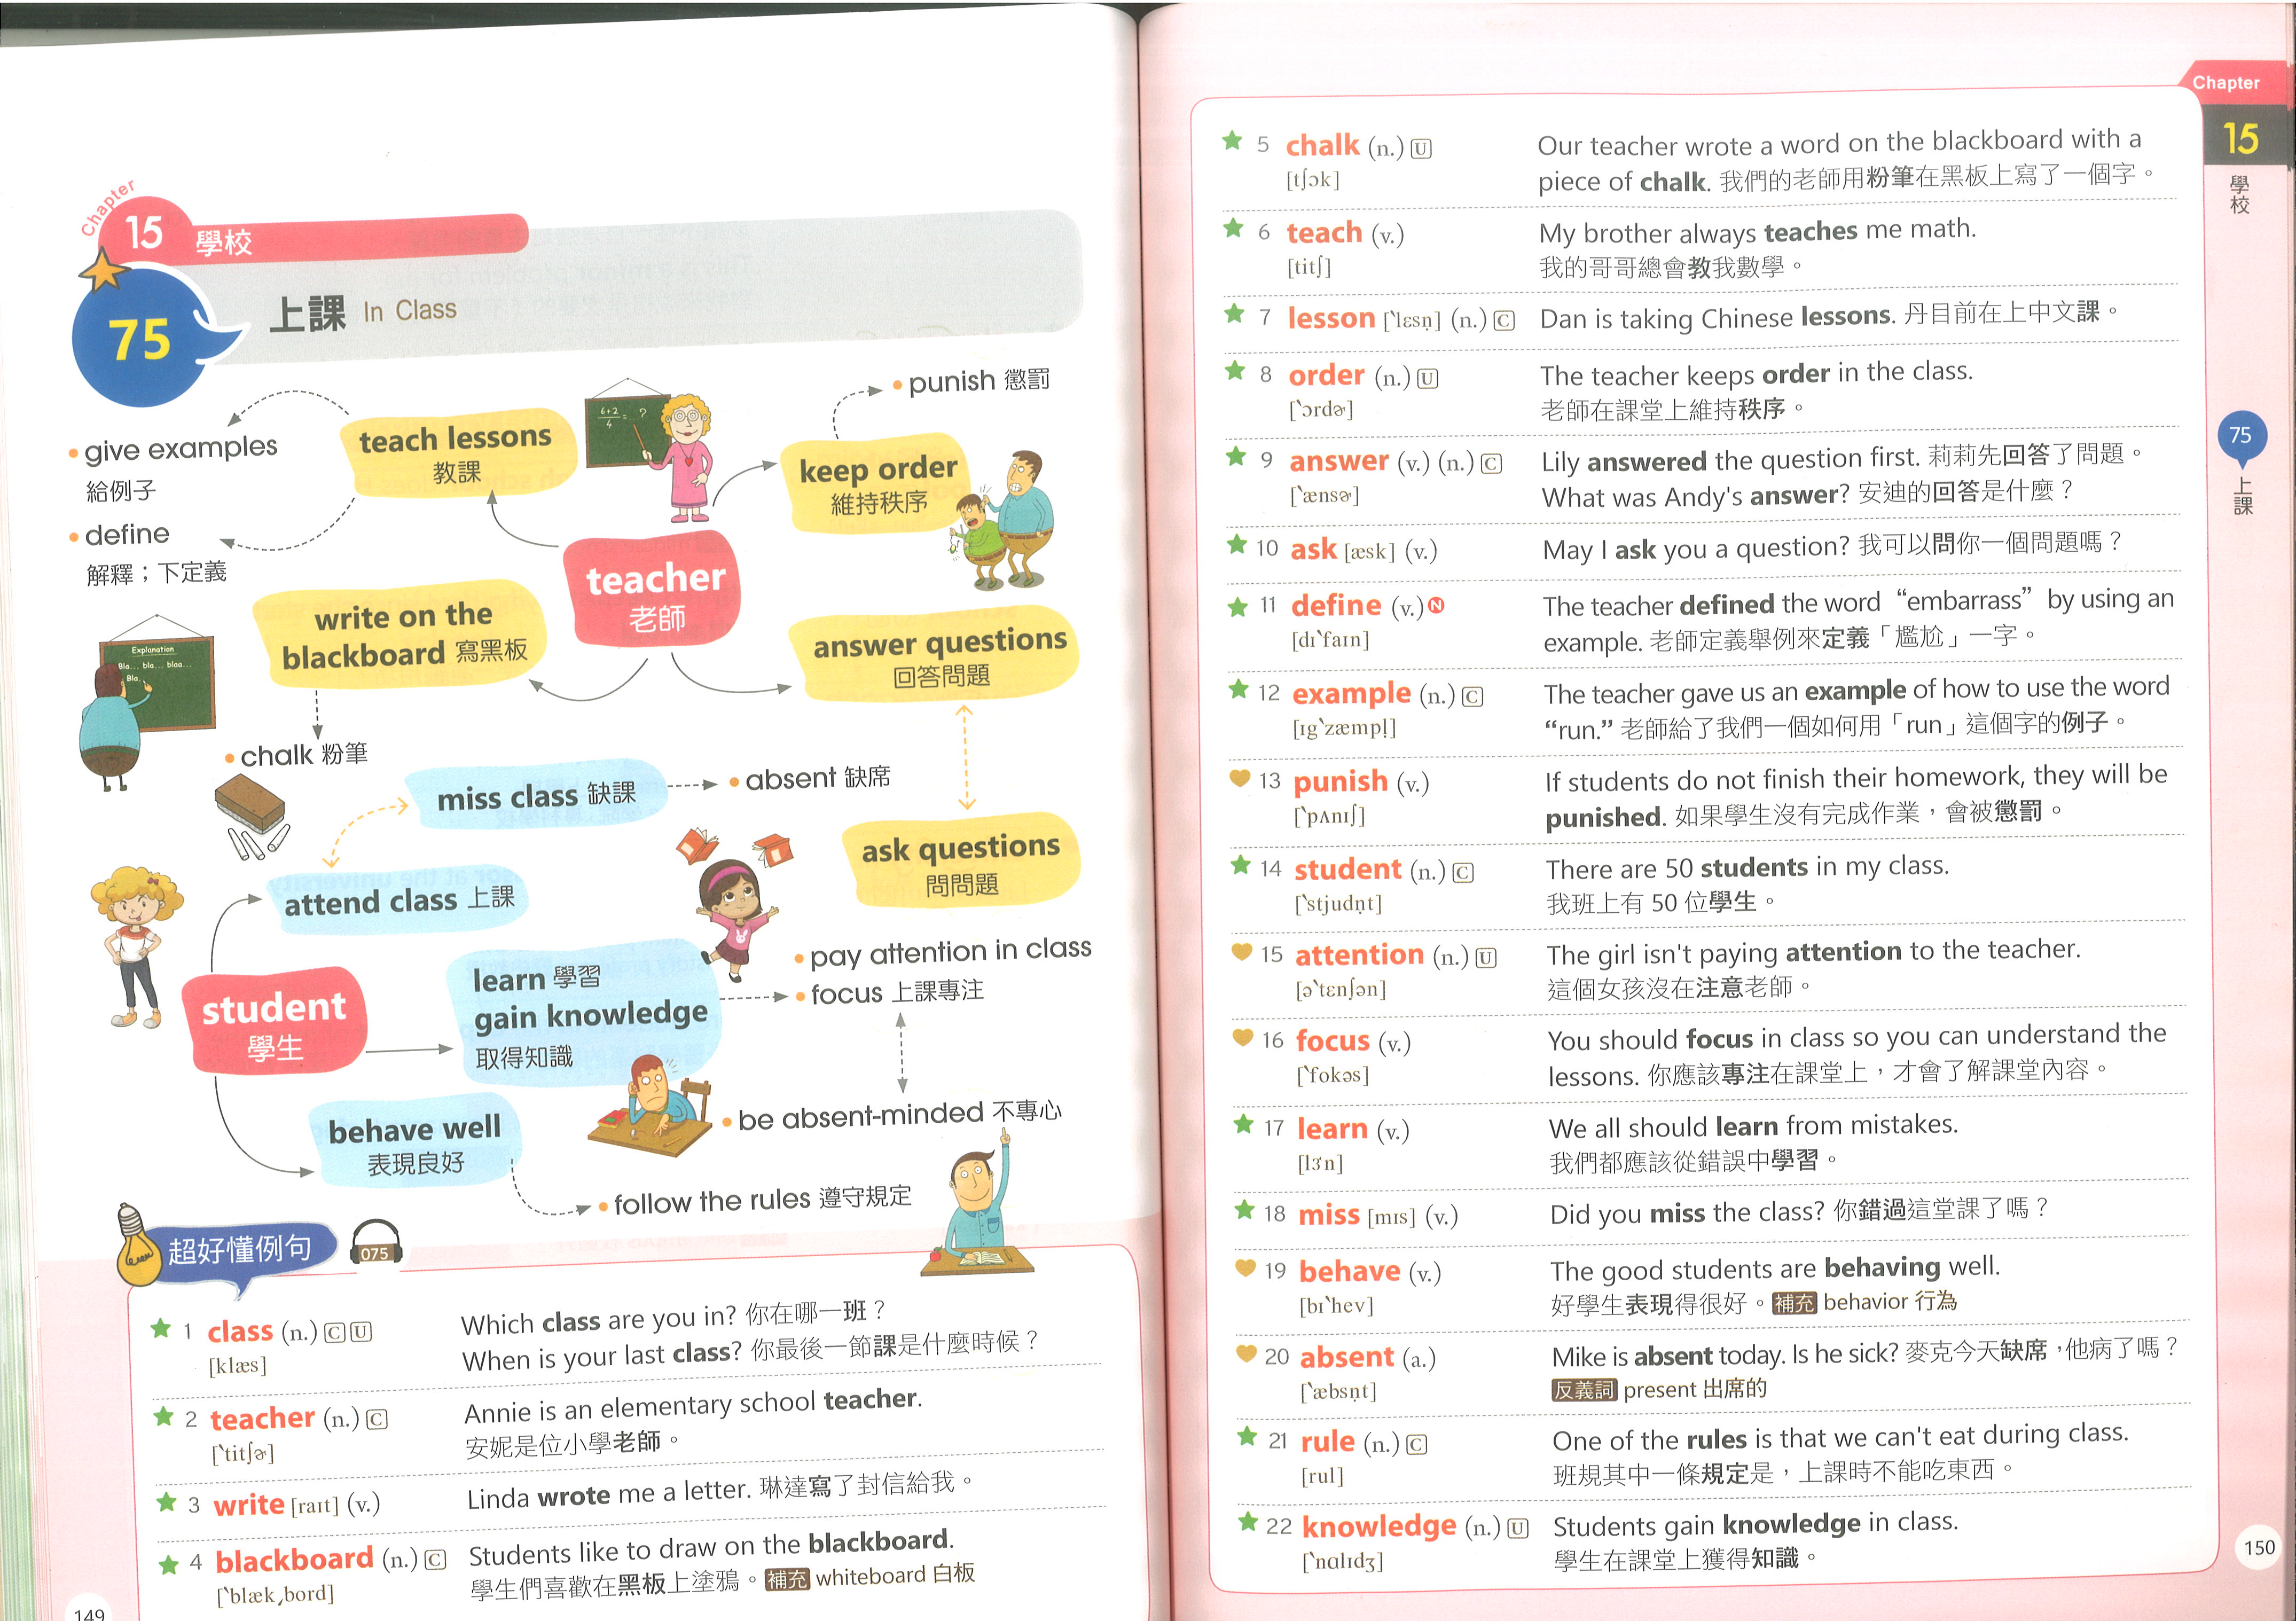 Chapter
15 學校
75 上課 In Class
• give examples
給例子
• define
解釋；下定義
teach lessons
教課
6+2
4
= ?
• punish 懲罰
keep order
維持秩序
teacher
老師
write on the
blackboard 寫黑板
Explanation
Bla... bla... blaa...
Bla.
• chalk 粉筆
answer questions
回答問題
ask questions
問問題
miss class 缺課
• absent 缺席
attend class 上課
student
學生
learn 學習
gain knowledge
取得知識
• pay attention in class
• focus 上課專注
• be absent-minded 不專心
behave well
表現良好
• follow the rules 遵守規定
超好懂例句
075
1 class (n.) C U
[klæs]
Which class are you in? 你在哪一班？
When is your last class? 你最後一節課是什麼時候？
2 teacher (n.) C
[ˋtitʃɚ]
Annie is an elementary school teacher.
安妮是位小學老師。
3 write [raɪt] (v.)
Linda wrote me a letter. 琳達寫了封信給我。
4 blackboard (n.) C
[ˋblæk͵bord]
Students like to draw on the blackboard.
學生們喜歡在黑板上塗鴉。 補充 whiteboard 白板
149
Chapter
15
學校
75
上課
5 chalk (n.) U
[tʃɔk]
Our teacher wrote a word on the blackboard with a
piece of chalk. 我們的老師用粉筆在黑板上寫了一個字。
6 teach (v.)
[titʃ]
My brother always teaches me math.
我的哥哥總會教我數學。
7 lesson [ˋlɛsn̩] (n.) C
Dan is taking Chinese lessons. 丹目前在上中文課。
8 order (n.) U
[ˋɔrdɚ]
The teacher keeps order in the class.
老師在課堂上維持秩序。
9 answer (v.) (n.) C
[ˋænsɚ]
Lily answered the question first. 莉莉先回答了問題。
What was Andy's answer? 安迪的回答是什麼？
10 ask [æsk] (v.)
May I ask you a question? 我可以問你一個問題嗎？
11 define (v.) N
[dɪˋfaɪn]
The teacher defined the word “embarrass” by using an
example. 老師定義舉例來定義「尷尬」一字。
12 example (n.) C
[ɪgˋzæmpl̩]
The teacher gave us an example of how to use the word
“run.” 老師給了我們一個如何用「run」這個字的例子。
13 punish (v.)
[ˋpʌnɪʃ]
If students do not finish their homework, they will be
punished. 如果學生沒有完成作業，會被懲罰。
14 student (n.) C
[ˋstjudn̩t]
There are 50 students in my class.
我班上有 50 位學生。
15 attention (n.) U
[əˋtɛnʃən]
The girl isn't paying attention to the teacher.
這個女孩沒在注意老師。
16 focus (v.)
[ˋfokəs]
You should focus in class so you can understand the
lessons. 你應該專注在課堂上，才會了解課堂內容。
17 learn (v.)
[lɝn]
We all should learn from mistakes.
我們都應該從錯誤中學習。
18 miss [mɪs] (v.)
Did you miss the class? 你錯過這堂課了嗎？
19 behave (v.)
[bɪˋhev]
The good students are behaving well.
好學生表現得很好。 補充 behavior 行為
20 absent (a.)
[ˋæbsn̩t]
Mike is absent today. Is he sick? 麥克今天缺席，他病了嗎？
反義詞 present 出席的
21 rule (n.) C
[rul]
One of the rules is that we can't eat during class.
班規其中一條規定是，上課時不能吃東西。
22 knowledge (n.) U
[ˋnɑlɪdʒ]
Students gain knowledge in class.
學生在課堂上獲得知識。
150